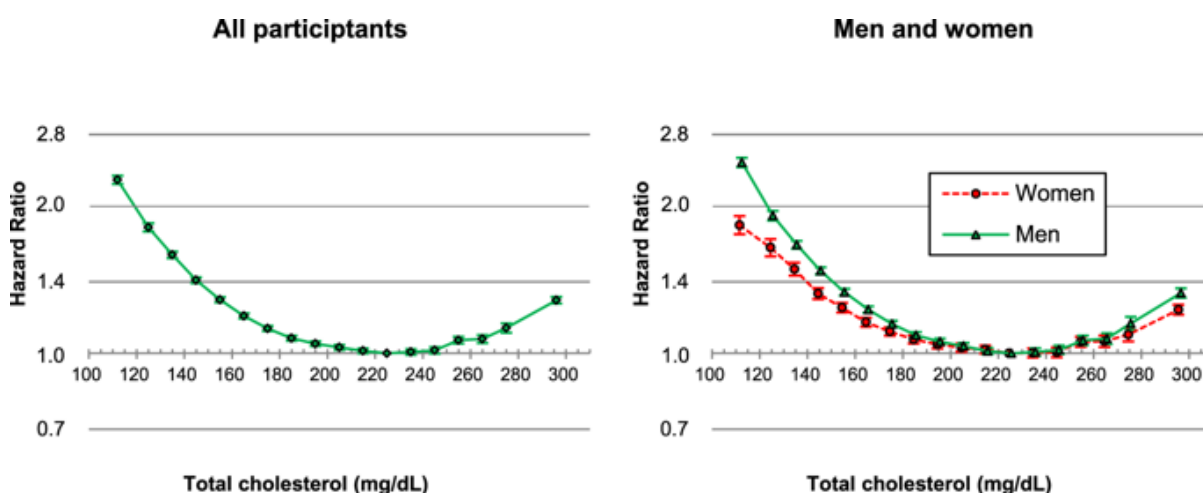 All participtants
Hazard Ratio
2.8
2.0
1.4
1.0
0.7
100 120 140 160 180 200 220 240 260 280 300
Total cholesterol (mg/dL)
Men and women
Hazard Ratio
2.8
2.0
1.4
1.0
0.7
Women
Men
100 120 140 160 180 200 220 240 260 280 300
Total cholesterol (mg/dL)